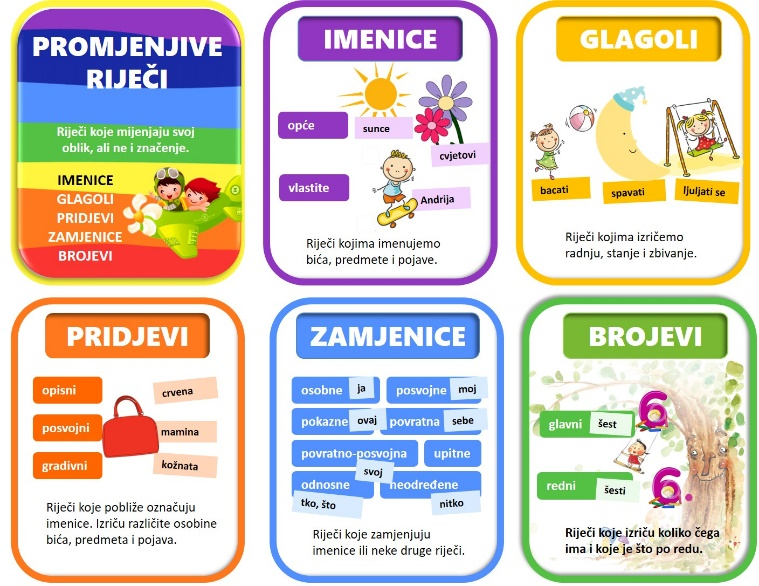 PROMJENJIVE
RIJEČI
Riječi koje mijenjaju svoj
oblik, ali ne i značenje.
IMENICE
GLAGOLI
PRIDJEVI
ZAMJENICE
BROJEVI
IMENICE
opće
sunce
cvjetovi
vlastite
Andrija
Riječi kojima imenujemo
bića, predmete i pojave.
GLAGOLI
bacati
spavati
ljuljati se
Riječi kojima izričemo
radnju, stanje i zbivanje.
PRIDJEVI
opisni
crvena
posvojni
mamina
gradivni
kožnata
Riječi koje pobliže označuju
imenice. Izriču različite osobine
bića, predmeta i pojava.
ZAMJENICE
osobne ja
posvojne moj
pokazne ovaj
povratna sebe
povratno-posvojna
svoj
upitne
odnosne
tko, što
neodređene
nitko
Riječi koje zamjenjuju
imenice ili neke druge riječi.
BROJEVI
glavni šest
6
redni šesti
6.
Riječi koje izriču koliko čega
ima i koje je što po redu.